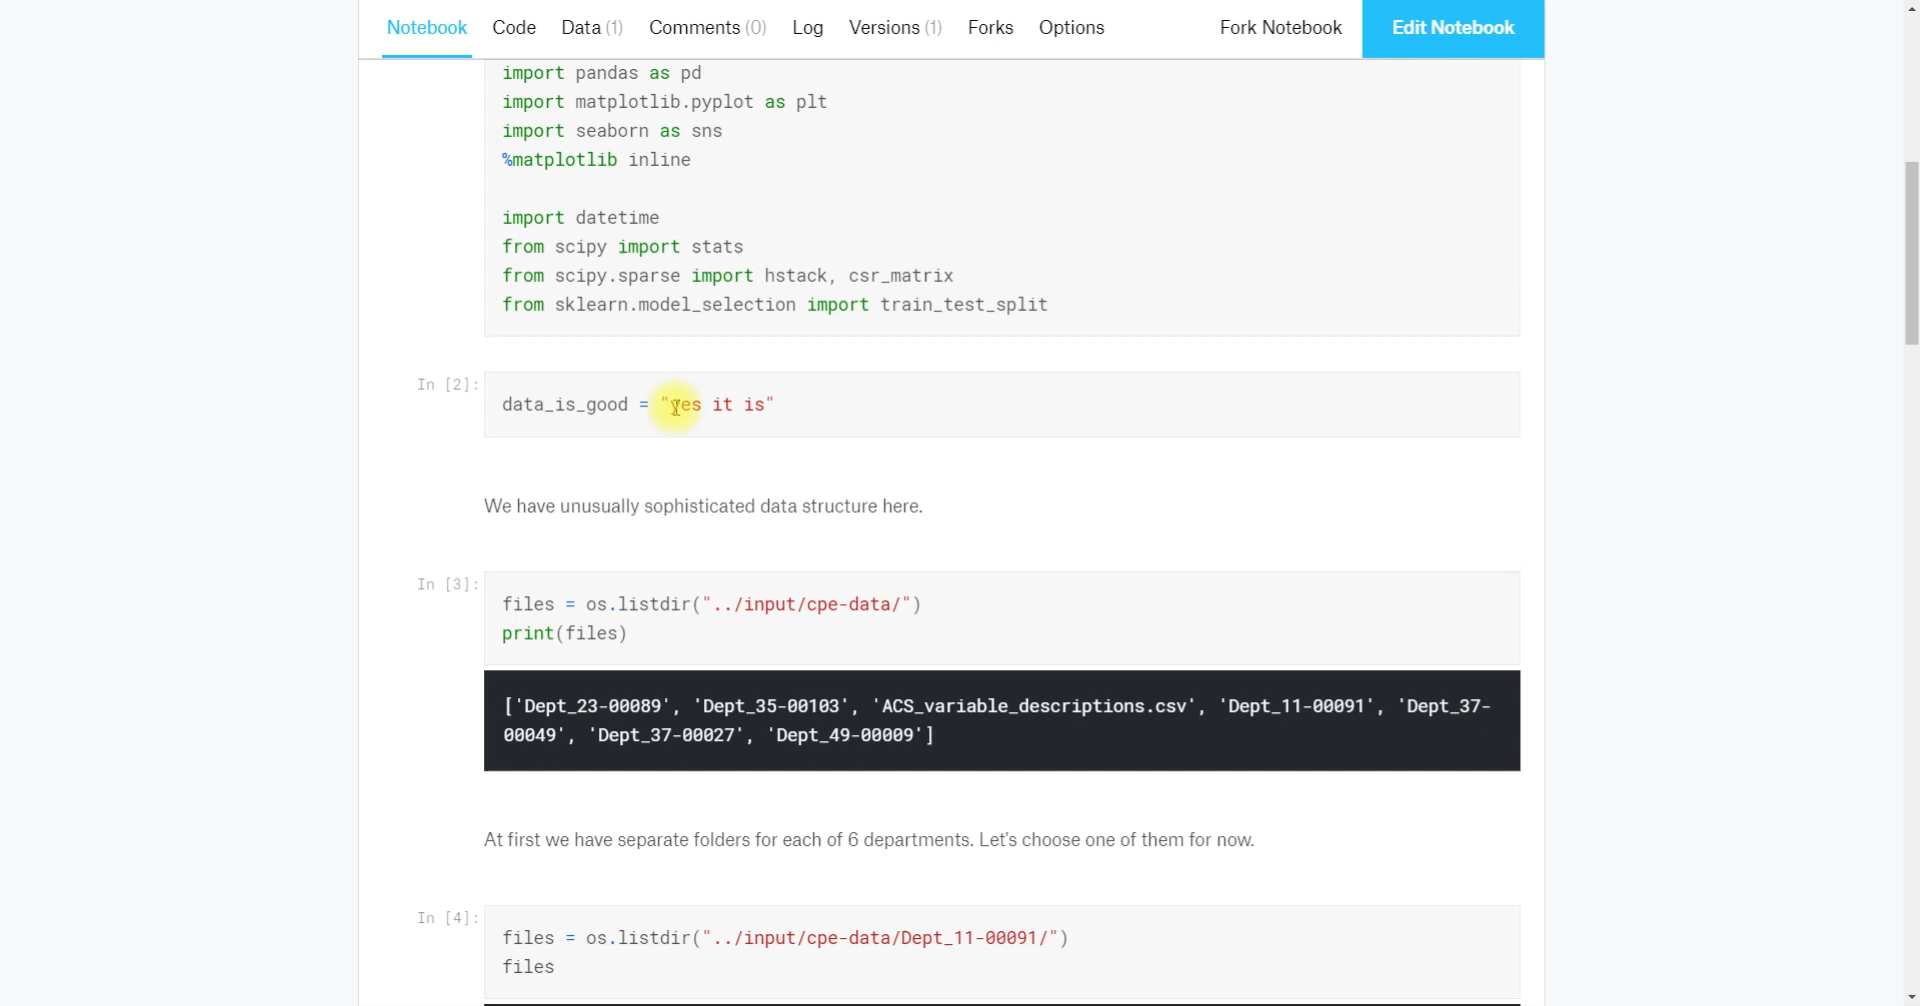 Notebook Code Data (1) Comments (0) Log Versions (1) Forks Options Fork Notebook Edit Notebook
import pandas as pd
import matplotlib.pyplot as plt
import seaborn as sns
%matplotlib inline
import datetime
from scipy import stats
from scipy.sparse import hstack, csr_matrix
from sklearn.model_selection import train_test_split
In [2]:
data_is_good = "yes it is"
We have unusually sophisticated data structure here.
In [3]:
files = os.listdir("../input/cpe-data/")
print(files)
['Dept_23-00089', 'Dept_35-00103', 'ACS_variable_descriptions.csv', 'Dept_11-00091', 'Dept_37-
00049', 'Dept_37-00027', 'Dept_49-00009']
At first we have separate folders for each of 6 departments. Let's choose one of them for now.
In [4]:
files = os.listdir("../input/cpe-data/Dept_11-00091/")
files